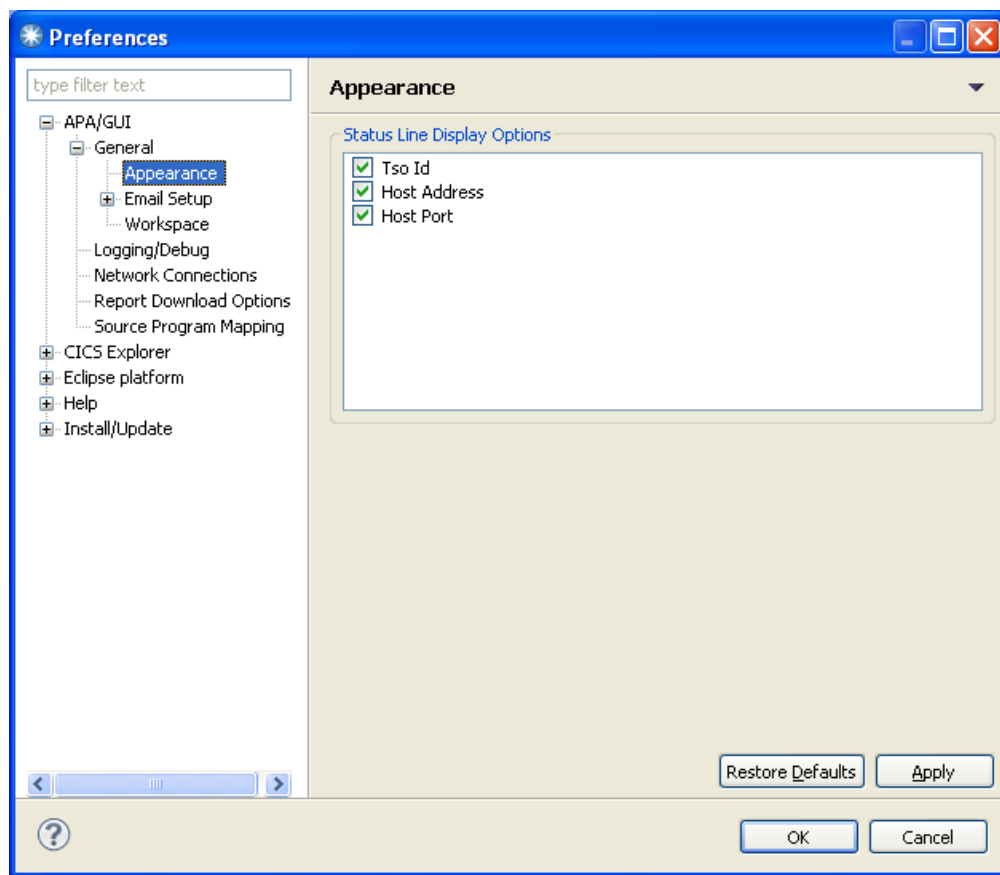 Preferences
type filter text
APA/GUI
General
Appearance
Email Setup
Workspace
Logging/Debug
Network Connections
Report Download Options
Source Program Mapping
CICS Explorer
Eclipse platform
Help
Install/Update
Appearance
Status Line Display Options
Tso Id
Host Address
Host Port
Restore Defaults
Apply
OK
Cancel